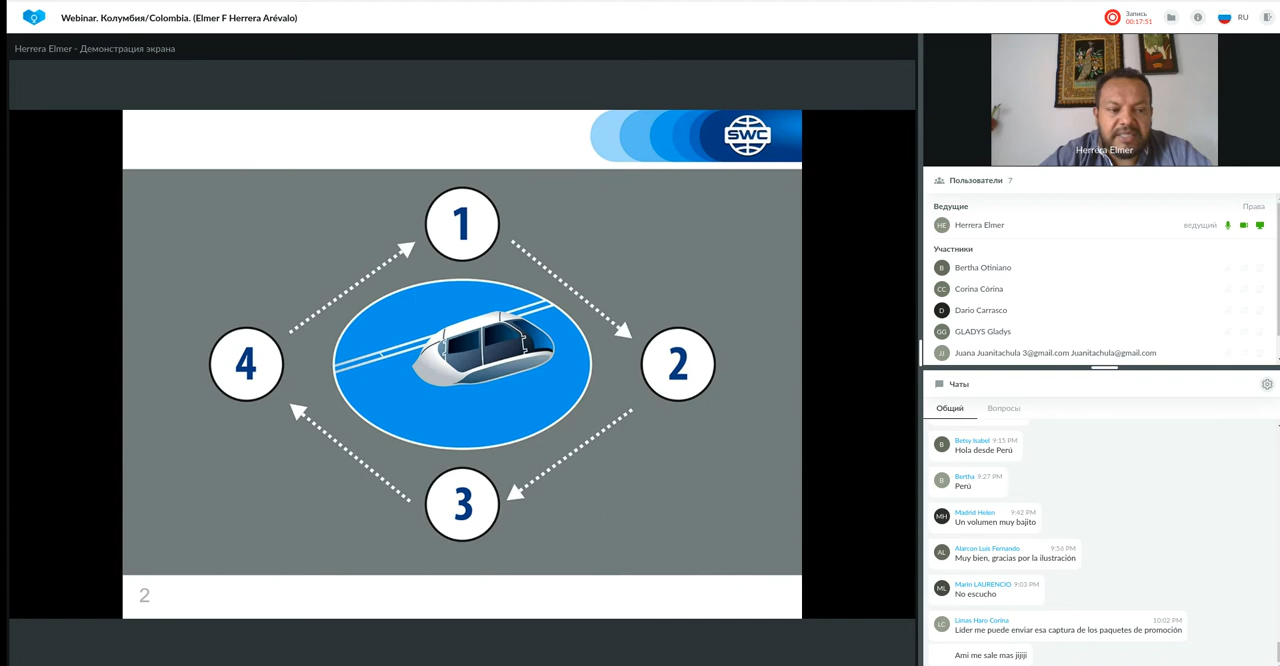 Webinar. Колумбия/Colombia. (Elmer F Herrera Arévalo)
Запись
00:17:51
RU
Herrera Elmer - Демонстрация экрана
SWC
1
2
3
4
2
Herrera Elmer
Пользователи 7
Ведущие Права
HE Herrera Elmer ведущий
Участники
B Bertha Otiniano
CC Corina Córina
D Dario Carrasco
GG GLADYS Gladys
JJ Juana Juanitachula 3@gmail.com Juanitachula@gmail.com
Чаты
Общий Вопросы
B Betsy Isabel 9:15 PM
Hola desde Perú
B Bertha 9:27 PM
Perú
MH Madrid Helen 9:42 PM
Un volumen muy bajito
AL Alarcon Luis Fernando 9:56 PM
Muy bien, gracias por la ilustración
ML Marin LAURENCIO 9:03 PM
No escucho
LC Limas Haro Corina 10:02 PM
Líder me puede enviar esa captura de los paquetes de promoción
Ami me sale mas jijiji